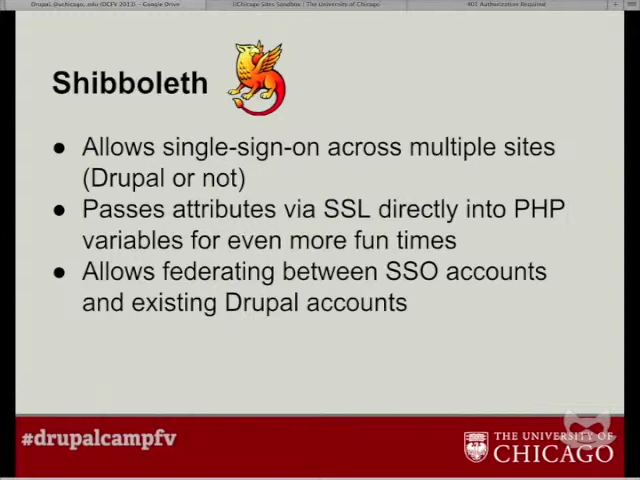 Drupal.@uchicago.edu (DCFV 2013) - Google Drive
UChicago Sites Sandbox | The University of Chicago
401 Authorization Required
Shibboleth
● Allows single-sign-on across multiple sites
(Drupal or not)
● Passes attributes via SSL directly into PHP
variables for even more fun times
● Allows federating between SSO accounts
and existing Drupal accounts
#drupalcampfv
THE UNIVERSITY OF
CHICAGO